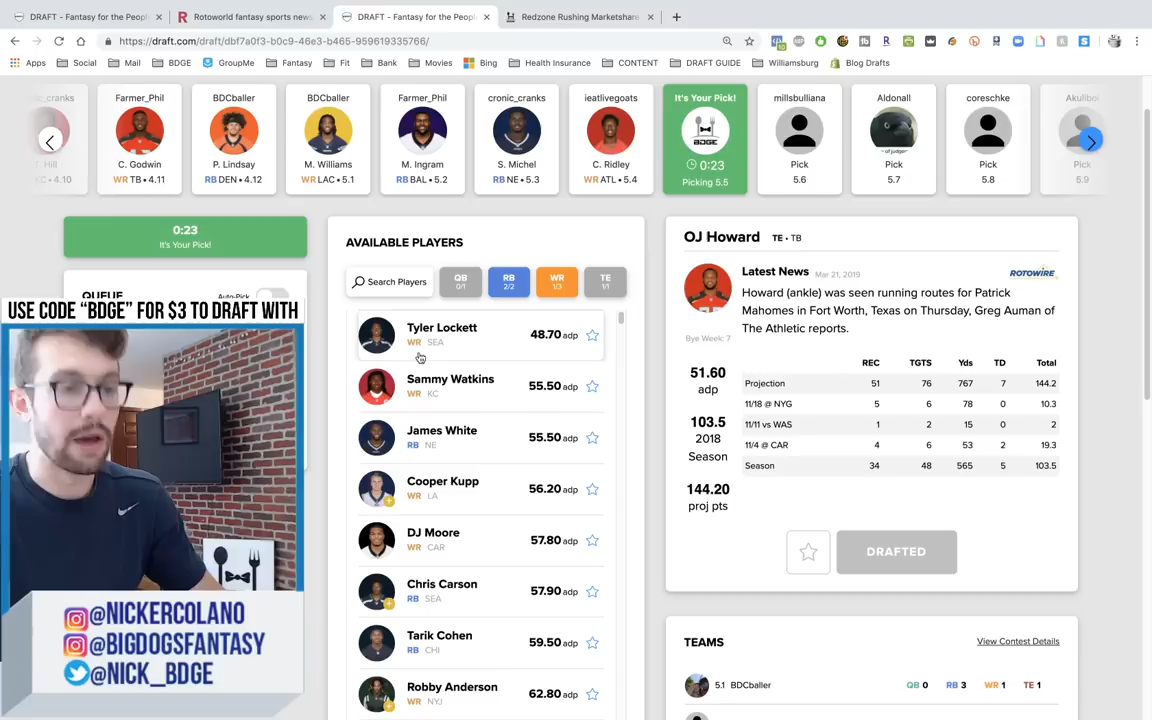 DRAFT - Fantasy for the Peopl
Rotoworld fantasy sports news
DRAFT - Fantasy for the Peopl
Redzone Rushing Marketshare
https://draft.com/draft/dbf7a0f3-b0c9-46e3-b465-959619335766/
Apps Social Mail BDGE GroupMe Fantasy Fit Bank Movies Bing Health Insurance CONTENT DRAFT GUIDE Williamsburg Blog Drafts
Farmer_Phil
C. Godwin
WR TB • 4.11
BDCballer
P. Lindsay
RB DEN • 4.12
BDCballer
M. Williams
WR LAC • 5.1
Farmer_Phil
M. Ingram
RB BAL • 5.2
cronic_cranks
S. Michel
RB NE • 5.3
ieatlivegoats
C. Ridley
WR ATL • 5.4
It's Your Pick!
BDGE
0:23
Picking 5.5
millsbulliana
Pick
5.6
Aldonall
Pick
5.7
coreschke
Pick
5.8
Akuliboi
Pick
5.9
0:23
It's Your Pick!
QUEUE
Auto-Pick
USE CODE "BDGE" FOR $3 TO DRAFT WITH
@NICKERCOLANO
@BIGDOGSFANTASY
@NICK_BDGE
AVAILABLE PLAYERS
Search Players
QB
0/1
RB
2/2
WR
1/3
TE
1/1
Tyler Lockett
WR SEA
48.70 adp
Sammy Watkins
WR KC
55.50 adp
James White
RB NE
55.50 adp
Cooper Kupp
WR LA
56.20 adp
DJ Moore
WR CAR
57.80 adp
Chris Carson
RB SEA
57.90 adp
Tarik Cohen
RB CHI
59.50 adp
Robby Anderson
WR NYJ
62.80 adp
OJ Howard TE • TB
Latest News Mar 21, 2019
ROTOWIRE
Howard (ankle) was seen running routes for Patrick
Mahomes in Fort Worth, Texas on Thursday, Greg Auman of
The Athletic reports.
Bye Week: 7
51.60
adp
103.5
2018
Season
144.20
proj pts
REC TGTS Yds TD Total
Projection 51 76 767 7 144.2
11/18 @ NYG 5 6 78 0 10.3
11/11 vs WAS 1 2 15 0 2
11/4 @ CAR 4 6 53 2 19.3
Season 34 48 565 5 103.5
DRAFTED
TEAMS
View Contest Details
5.1 BDCballer QB 0 RB 3 WR 1 TE 1